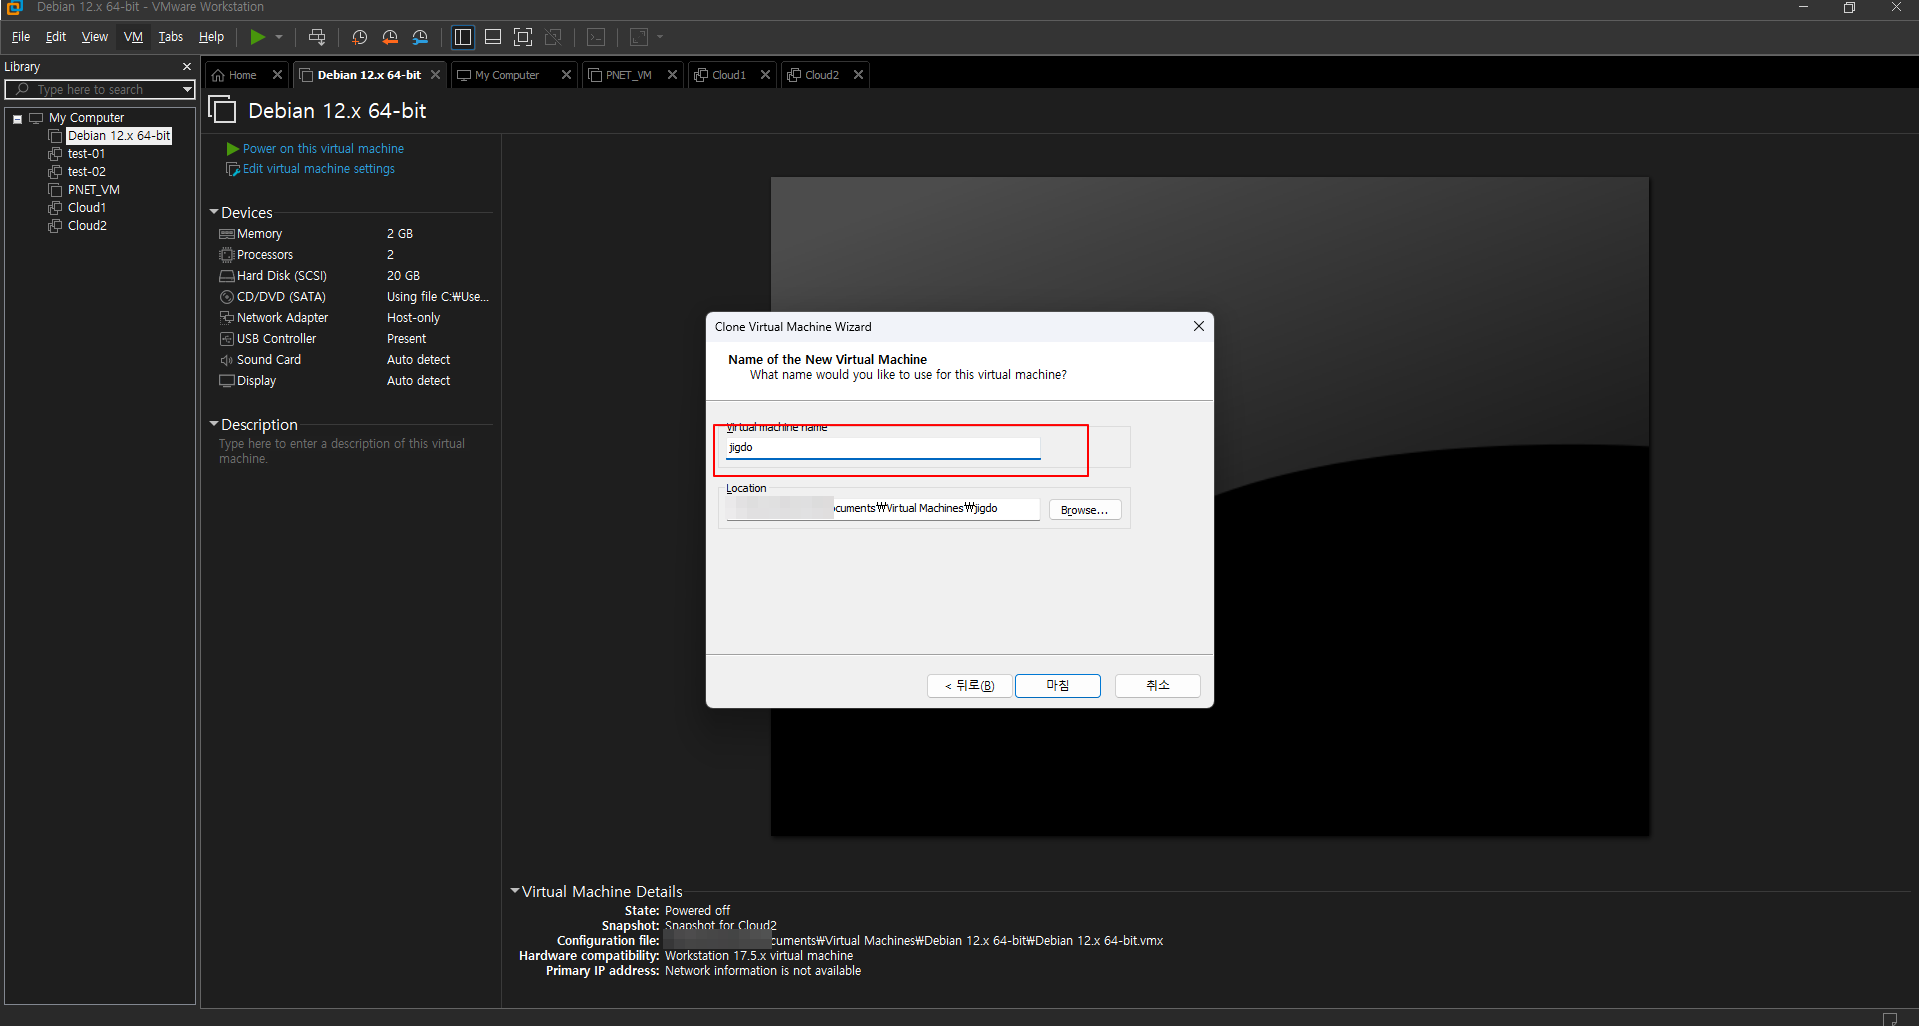 Debian 12.x 64-bit - VMware Workstation
File Edit View VM Tabs Help
Library
Type here to search
My Computer
Debian 12.x 64-bit
test-01
test-02
PNET_VM
Cloud1
Cloud2
Home Debian 12.x 64-bit My Computer PNET_VM Cloud1 Cloud2
Debian 12.x 64-bit
Power on this virtual machine
Edit virtual machine settings
Devices
Memory 2 GB
Processors 2
Hard Disk (SCSI) 20 GB
CD/DVD (SATA) Using file C:₩Use...
Network Adapter Host-only
USB Controller Present
Sound Card Auto detect
Display Auto detect
Description
Type here to enter a description of this virtual
machine.
Clone Virtual Machine Wizard
Name of the New Virtual Machine
What name would you like to use for this virtual machine?
Virtual machine name
jigdo
Location
ocuments₩Virtual Machines₩jigdo
Browse...
< 뒤로(B) 마침 취소
Virtual Machine Details
State: Powered off
Snapshot: Snapshot for Cloud2
Configuration file: cuments₩Virtual Machines₩Debian 12.x 64-bit₩Debian 12.x 64-bit.vmx
Hardware compatibility: Workstation 17.5.x virtual machine
Primary IP address: Network information is not available